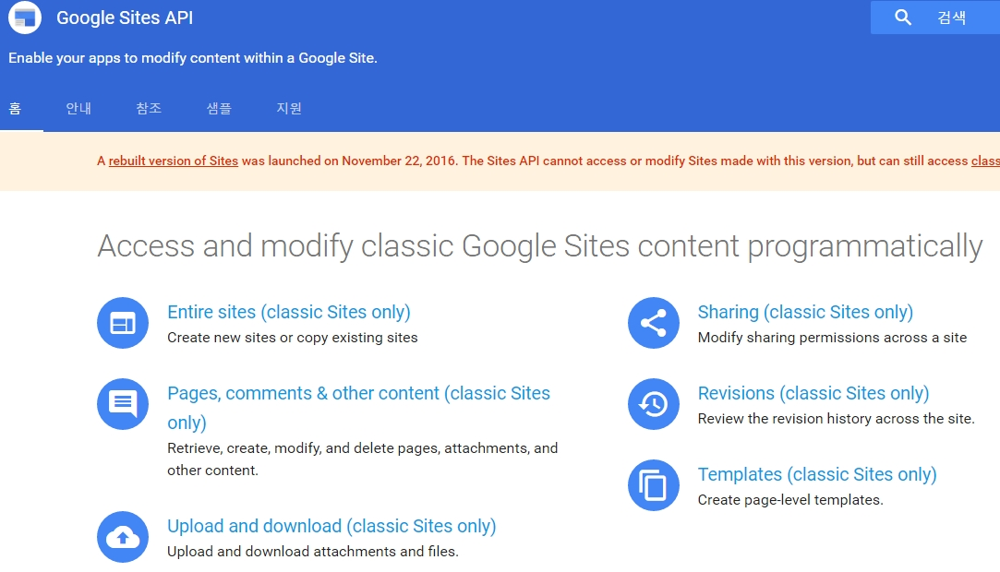 Google Sites API
검색
Enable your apps to modify content within a Google Site.
홈 안내 참조 샘플 지원
A rebuilt version of Sites was launched on November 22, 2016. The Sites API cannot access or modify Sites made with this version, but can still access class
Access and modify classic Google Sites content programmatically
Entire sites (classic Sites only)
Create new sites or copy existing sites
Pages, comments & other content (classic Sites
only)
Retrieve, create, modify, and delete pages, attachments, and
other content.
Upload and download (classic Sites only)
Upload and download attachments and files.
Sharing (classic Sites only)
Modify sharing permissions across a site
Revisions (classic Sites only)
Review the revision history across the site.
Templates (classic Sites only)
Create page-level templates.